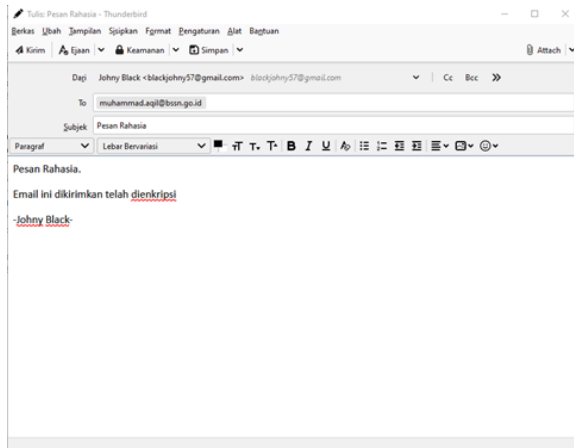 Tulis: Pesan Rahasia - Thunderbird
Berkas Ubah Tampilan Sisipkan Format Pengaturan Alat Bantuan
Kirim Ejaan Keamanan Simpan Attach
Dari Johny Black <blackjohny57@gmail.com> blackjohny57@gmail.com Cc Bcc
To muhammad.aqil@bssn.go.id
Subjek Pesan Rahasia
Paragraf Lebar Bervariasi B I U
Pesan Rahasia.
Email ini dikirimkan telah dienkripsi
-Johny Black-